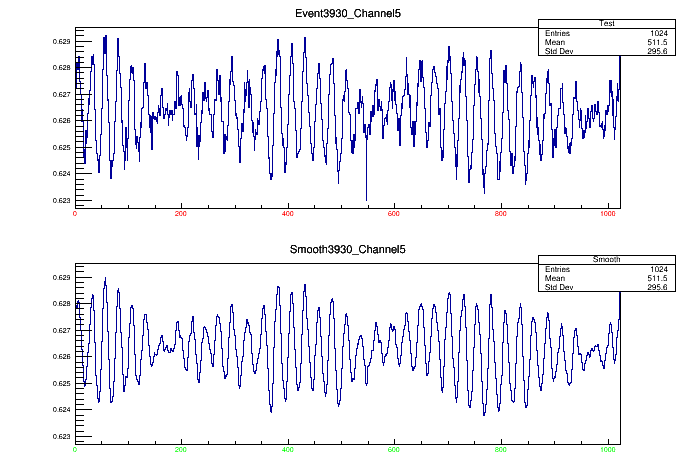 Event3930_Channel5
Test
Entries 1024
Mean 511.5
Std Dev 295.6
0.629
0.628
0.627
0.626
0.625
0.624
0.623
0 200 400 600 800 1000
Smooth3930_Channel5
Smooth
Entries 1024
Mean 511.5
Std Dev 295.6
0.629
0.628
0.627
0.626
0.625
0.624
0.623
0 200 400 600 800 1000